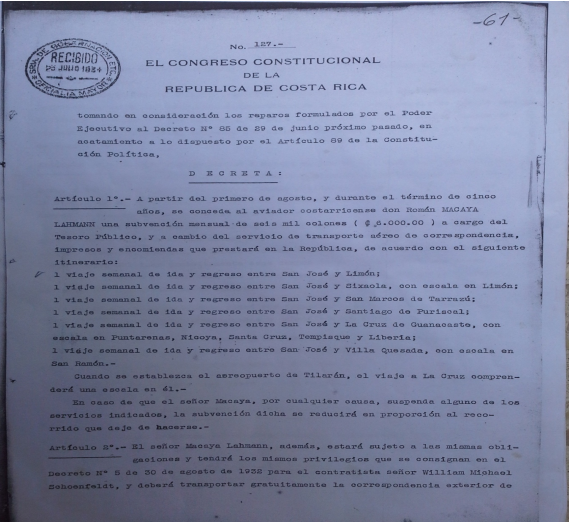 -61-
No. 127.-
SRIA. DE GOBERNACION ETC.
RECIBIDO
26 JULIO 1934
OFICIALIA MAYOR
EL CONGRESO CONSTITUCIONAL
DE LA
REPUBLICA DE COSTA RICA
tomando en consideración los reparos formulados por el Poder
Ejecutivo al Decreto Nº 85 de 29 de junio próximo pasado, en
acatamiento a lo dispuesto por el Artículo 89 de la Constitu-
ción Política,
D E C R E T A :
Artículo 1º.- A partir del primero de agosto, y durante el término de cinco
años, se concede al aviador costarricense don Román MACAYA
LAHMANN una subvención mensual de seis mil colones ( ₡ 6.000.00 ) a cargo del
Tesoro Público, y a cambio del servicio de transporte aéreo de correspondencia,
impresos y encomiendas que prestará en la República, de acuerdo con el siguiente
itinerario:
1 viaje semanal de ida y regreso entre San José y Limón;
1 viaje semanal de ida y regreso entre San José y Sixaola, con escala en Limón;
1 viaje semanal de ida y regreso entre San José y San Marcos de Tarrazú;
1 viaje semanal de ida y regreso entre San José y Santiago de Puriscal;
1 viaje semanal de ida y regreso entre San José y La Cruz de Guanacaste, con
escala en Puntarenas, Nicoya, Santa Cruz, Tempisque y Liberia;
1 viaje semanal de ida y regreso entre San José y Villa Quesada, con escala en
San Ramón.-
Cuando se establezca el aereopuerto de Tilarán, el viaje a La Cruz compren-
derá una escala en él.-
En caso de que el señor Macaya, por cualquier causa, suspenda alguno de los
servicios indicados, la subvención dicha se reducirá en proporción al reco-
rrido que deje de hacerse.-
Artículo 2º.- El señor Macaya Lahmann, además, estará sujeto a las mismas obli-
gaciones y tendrá los mismos privilegios que se consignan en el
Decreto Nº 5 de 30 de agosto de 1932 para el contratista señor William Michael
Schoenfeldt, y deberá transportar gratuitamente la correspondencia exterior de